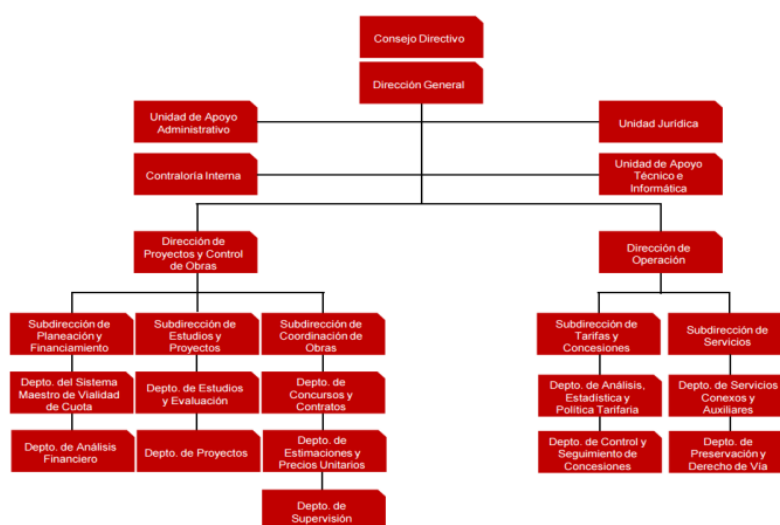 Consejo Directivo
Dirección General
Unidad de Apoyo
Administrativo
Unidad Jurídica
Contraloría Interna
Unidad de Apoyo
Técnico e
Informática
Dirección de
Proyectos y Control
de Obras
Dirección de
Operación
Subdirección de
Planeación y
Financiamiento
Subdirección de
Estudios y
Proyectos
Subdirección de
Coordinación de
Obras
Subdirección de
Tarifas y
Concesiones
Subdirección de
Servicios
Depto. del Sistema
Maestro de Vialidad
de Cuota
Depto. de Estudios
y Evaluación
Depto. de
Concursos y
Contratos
Depto. de Análisis,
Estadística y
Política Tarifaria
Depto. de Servicios
Conexos y
Auxiliares
Depto. de Análisis
Financiero
Depto. de Proyectos
Depto. de
Estimaciones y
Precios Unitarios
Depto. de Control y
Seguimiento de
Concesiones
Depto. de
Preservación y
Derecho de Vía
Depto. de
Supervisión